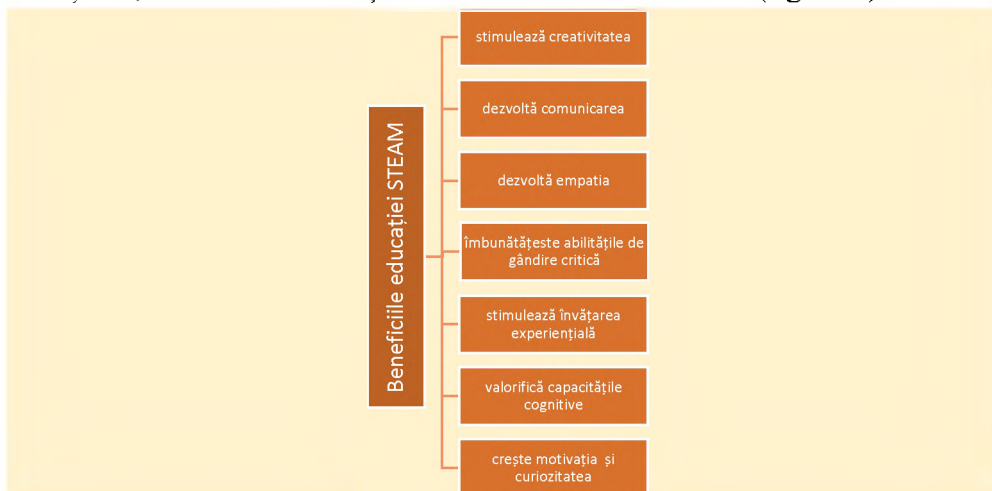 stimulează creativitatea
dezvoltă comunicarea
dezvoltă empatia
Beneficiile educației STEAM
îmbunătățeste abilitățile de
gândire critică
stimulează învățarea
experiențială
valorifică capacitățile
cognitive
crește motivația și
curiozitatea